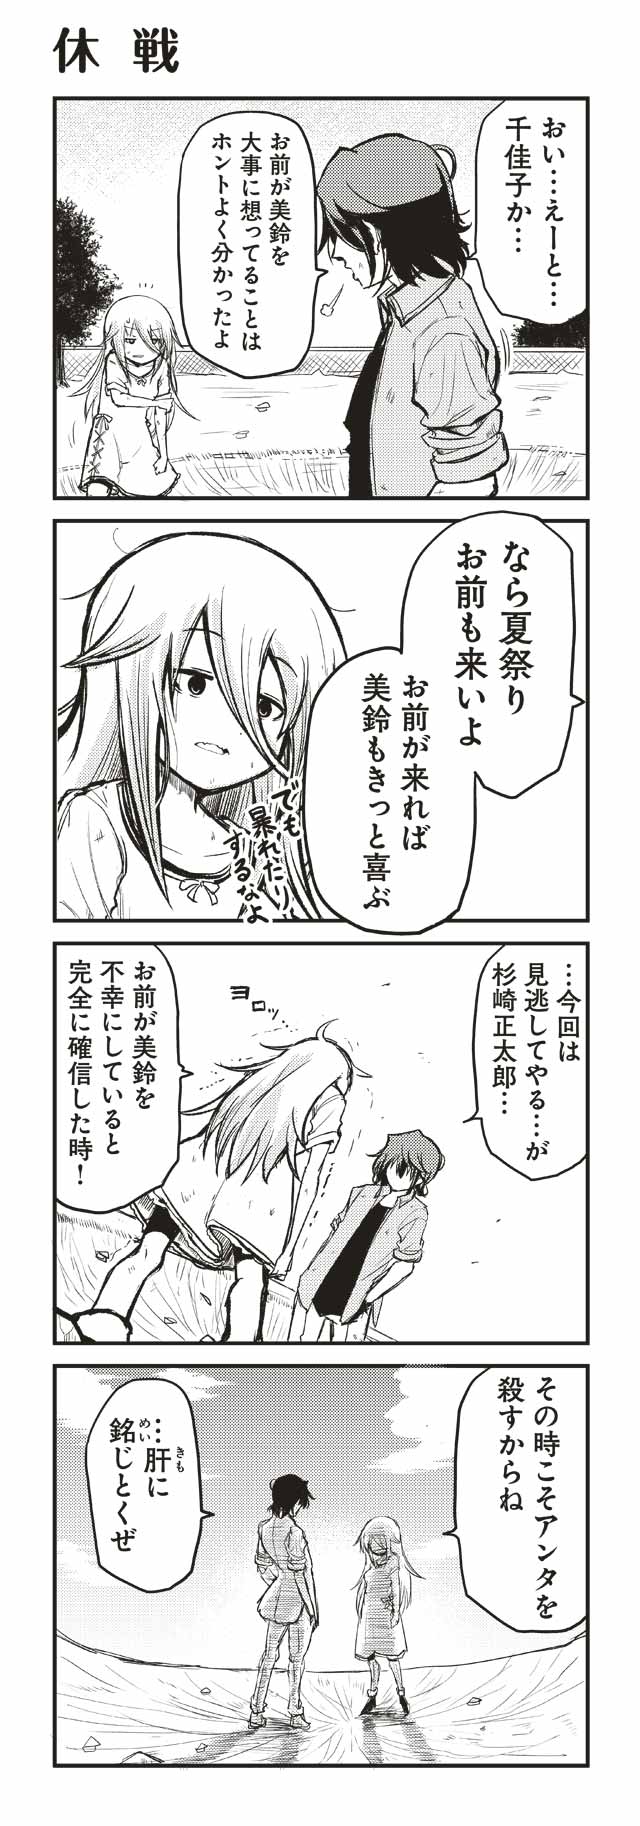 休戦
おい…えーと…
千佳子か…
お前が美鈴を
大事に想ってることは
ホントよく分かったよ
なら夏祭り
お前も来いよ
お前が来れば
美鈴もきっと喜ぶ
でも
暴れたり
するなよ
…今回は
見逃してやる…が
杉崎正太郎…
ヨロッ…
お前が美鈴を
不幸にしていると
完全に確信した時！
その時こそアンタを
殺すからね
…肝に
きも
銘じとくぜ
めい